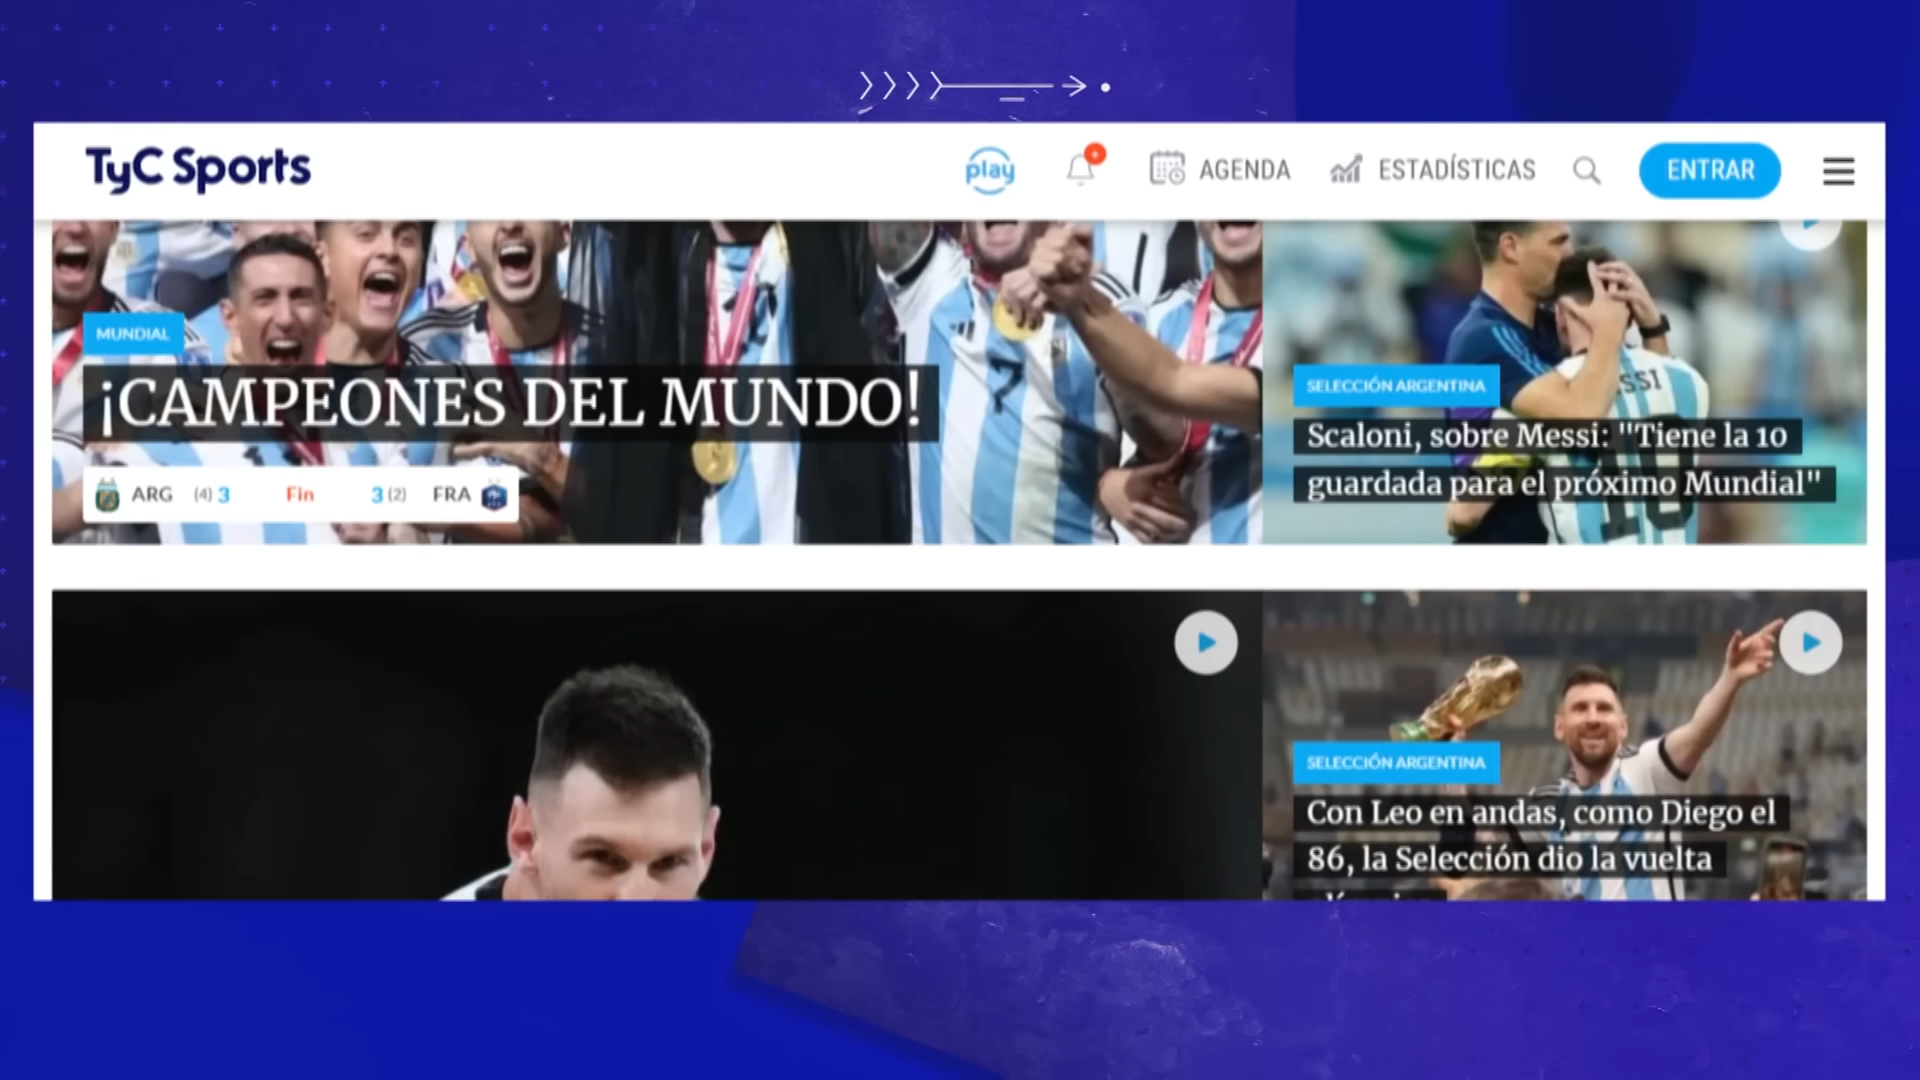 TyC Sports
play
AGENDA
ESTADÍSTICAS
ENTRAR
MUNDIAL
¡CAMPEONES DEL MUNDO!
ARG (4) 3 Fin 3 (2) FRA
7
SELECCIÓN ARGENTINA
Scaloni, sobre Messi: "Tiene la 10
guardada para el próximo Mundial"
10
SELECCIÓN ARGENTINA
Con Leo en andas, como Diego el
86, la Selección dio la vuelta